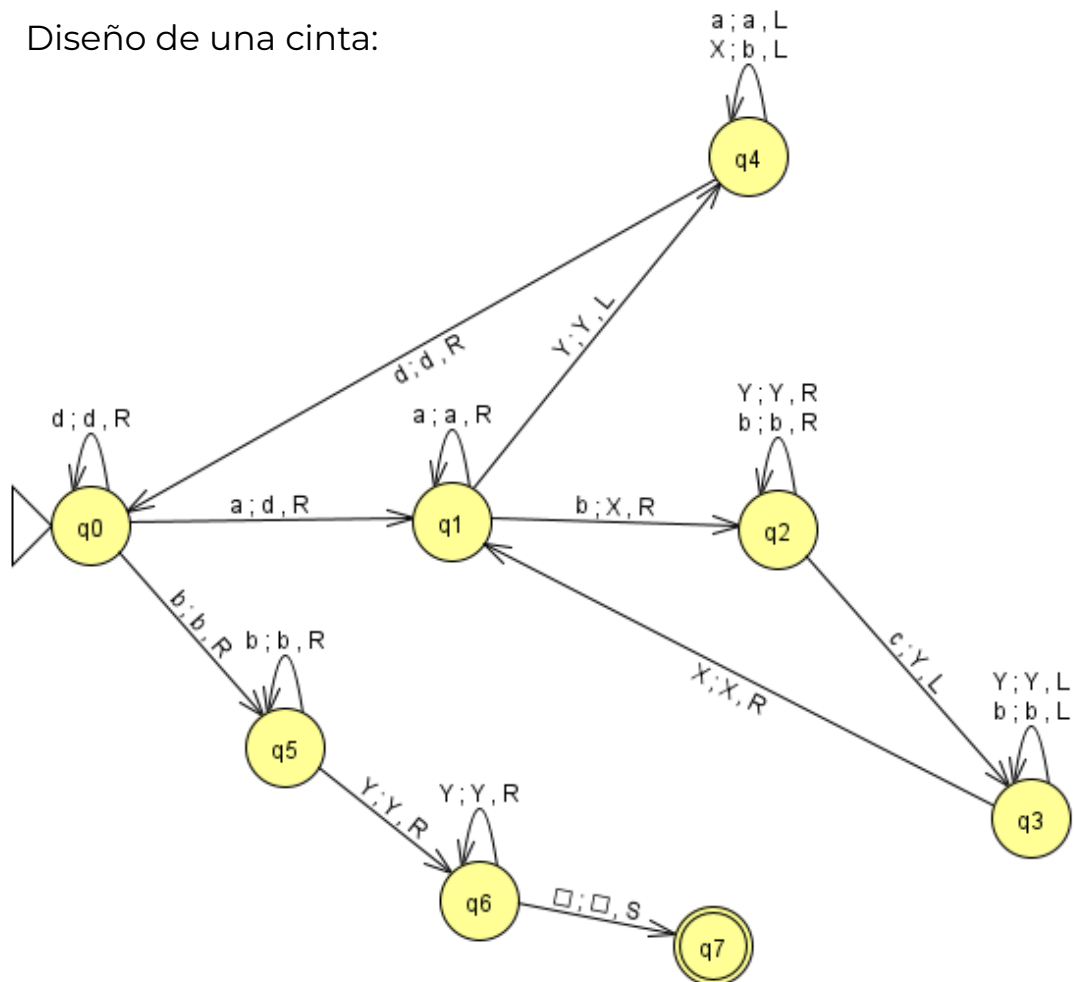 Diseño de una cinta:
a ; a , L
X ; b , L
q4
d ; d , R
Y ; Y , L
d ; d , R
a ; a , R
Y ; Y , R
b ; b , R
q0
a ; d , R
q1
b ; X , R
q2
b ; b , R
b ; b , R
c ; Y , L
X ; X , R
Y ; Y , L
b ; b , L
q5
q3
Y ; Y , R
Y ; Y , R
q6
□ ; □ , S
q7